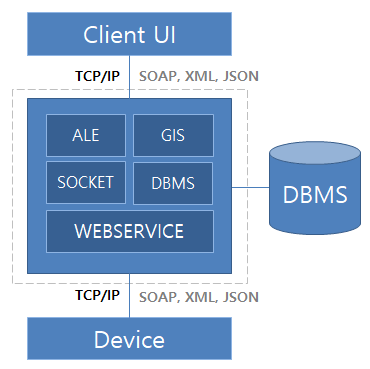 Client UI
TCP/IP SOAP, XML, JSON
ALE GIS
SOCKET DBMS
WEBSERVICE
DBMS
TCP/IP SOAP, XML, JSON
Device